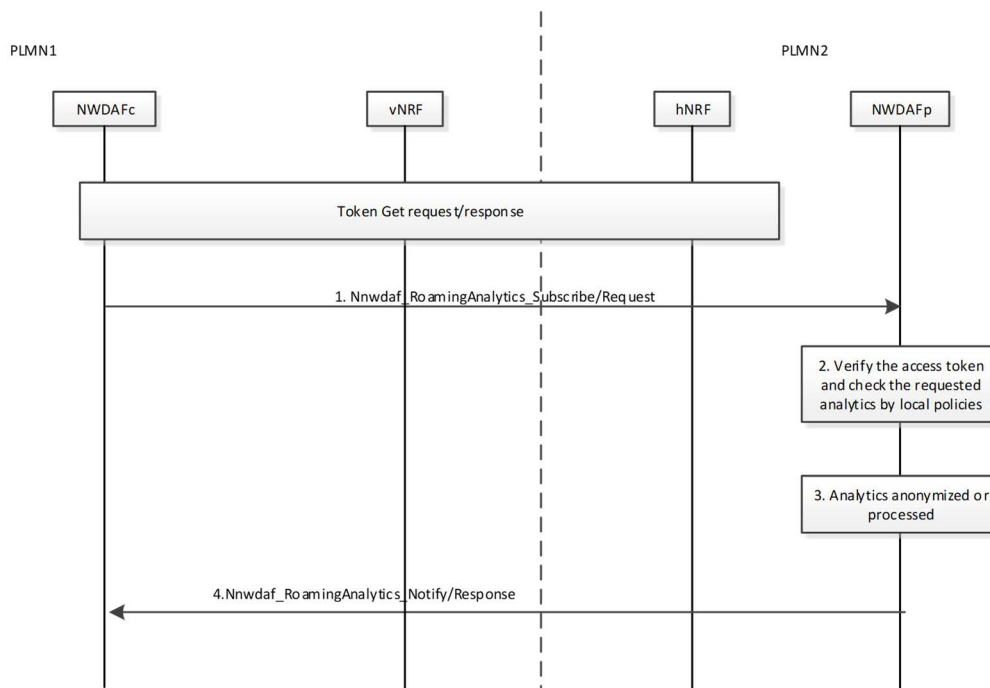 PLMN1
PLMN2
NWDAFc
vNRF
hNRF
NWDAFp
Token Get request/response
1. Nnwdaf_RoamingAnalytics_Subscribe/Request
2. Verify the access token
and check the requested
analytics by local policies
3. Analytics anonymized or
processed
4.Nnwdaf_RoamingAnalytics_Notify/Response